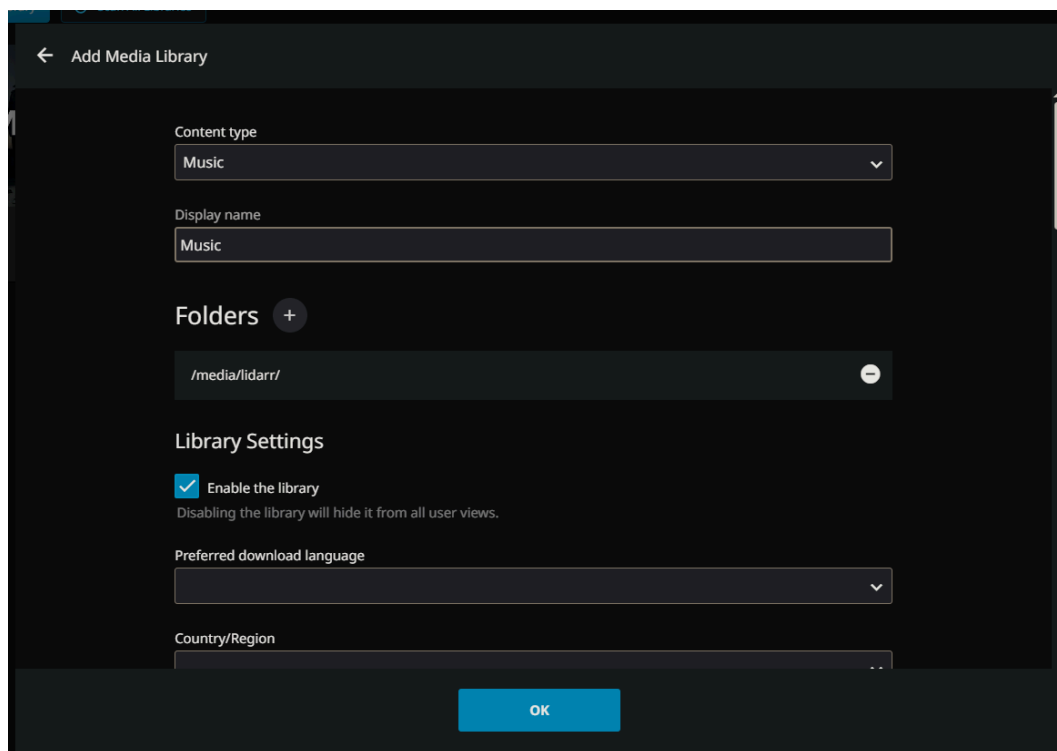 Add Media Library
Content type
Music
Display name
Music
Folders
/media/lidarr/
Library Settings
Enable the library
Disabling the library will hide it from all user views.
Preferred download language
Country/Region
OK